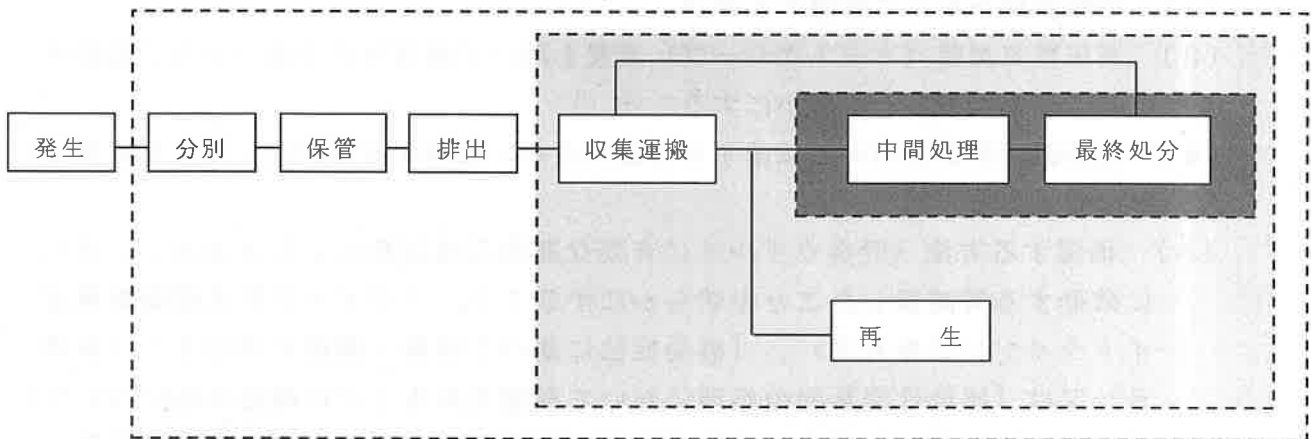 発生
分別
保管
排出
収集運搬
中間処理
最終処分
再 生